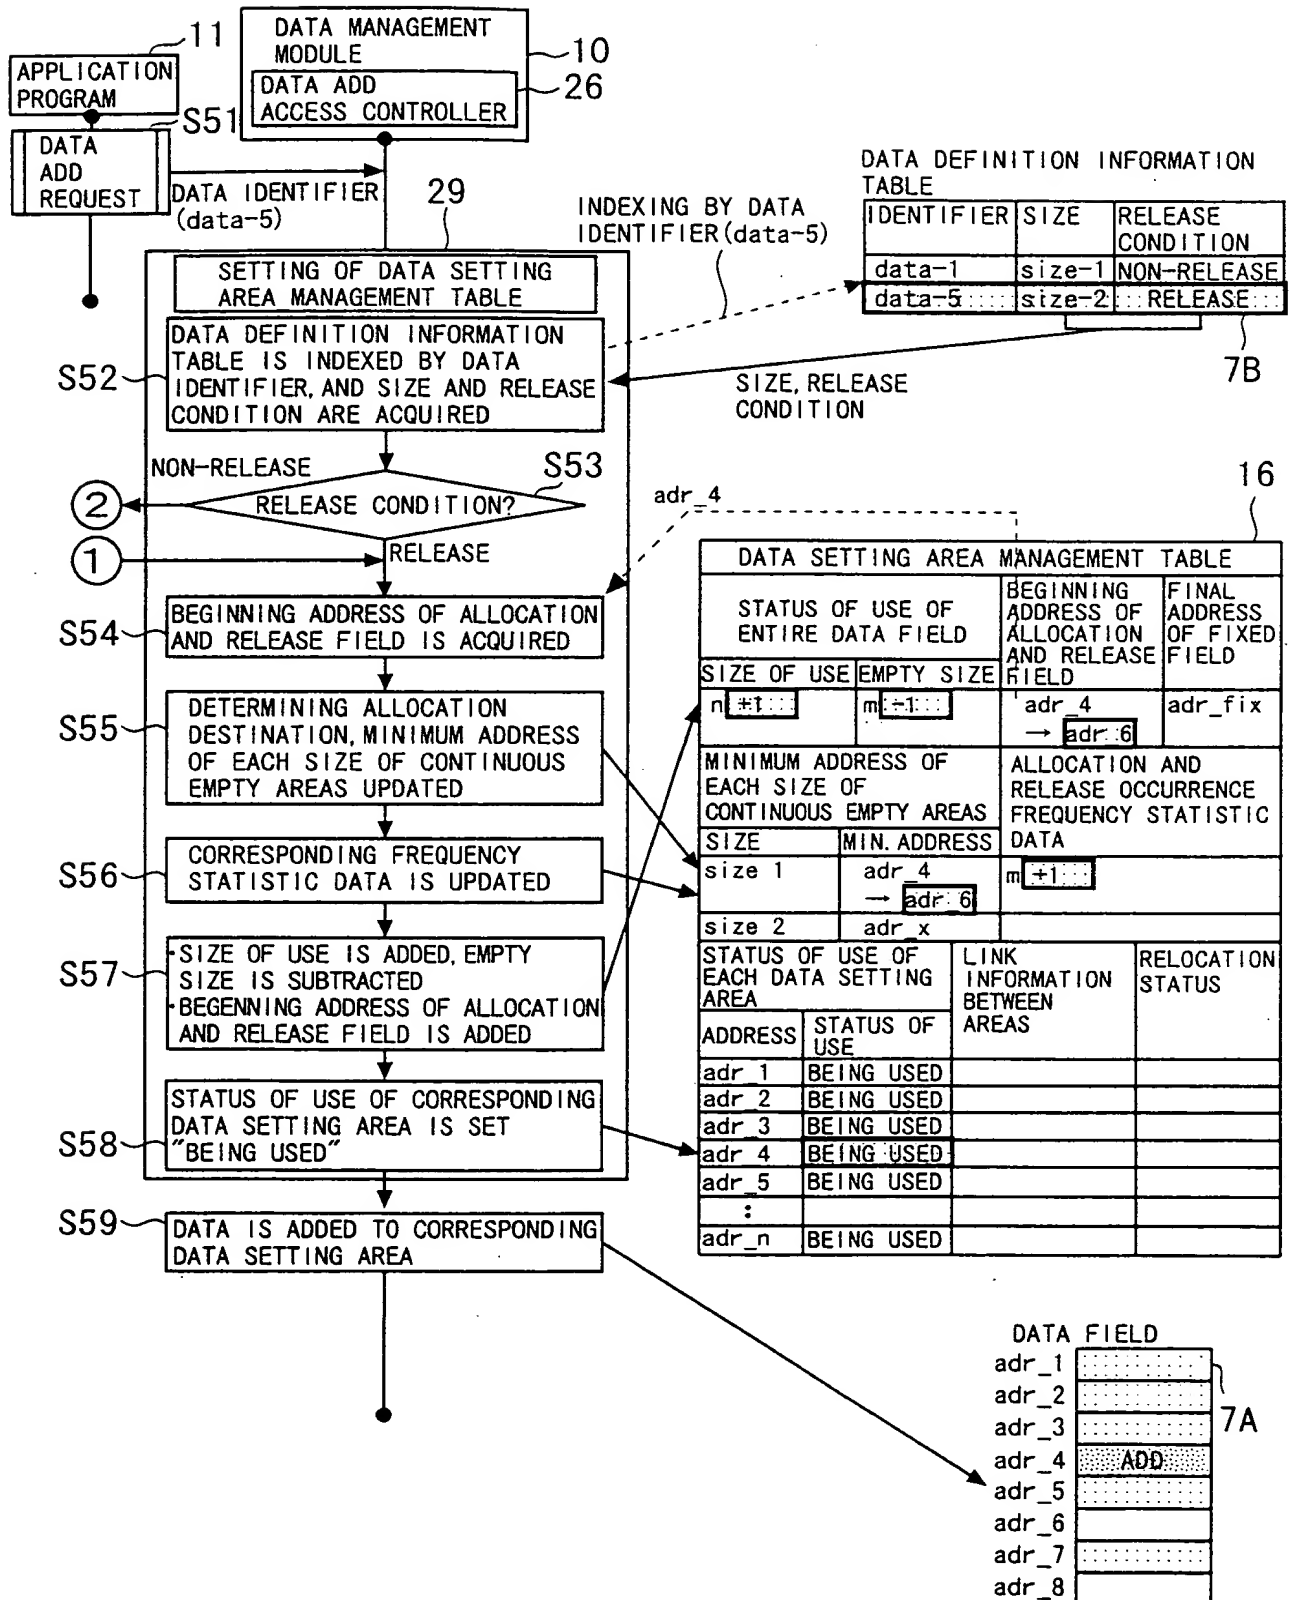 DATA MANAGEMENT
MODULE
10
DATA ADD
ACCESS CONTROLLER
26
11
APPLICATION
PROGRAM
S51
DATA
ADD
REQUEST
DATA IDENTIFIER
(data-5)
29
INDEXING BY DATA
IDENTIFIER(data-5)
DATA DEFINITION INFORMATION
TABLE
IDENTIFIER SIZE RELEASE
CONDITION
data-1 size-1 NON-RELEASE
data-5 size-2 RELEASE
7B
SIZE, RELEASE
CONDITION
SETTING OF DATA SETTING
AREA MANAGEMENT TABLE
S52
DATA DEFINITION INFORMATION
TABLE IS INDEXED BY DATA
IDENTIFIER, AND SIZE AND RELEASE
CONDITION ARE ACQUIRED
NON-RELEASE
S53
2
RELEASE CONDITION?
1
RELEASE
adr_4
S54
BEGINNING ADDRESS OF ALLOCATION
AND RELEASE FIELD IS ACQUIRED
S55
DETERMINING ALLOCATION
DESTINATION, MINIMUM ADDRESS
OF EACH SIZE OF CONTINUOUS
EMPTY AREAS UPDATED
S56
CORRESPONDING FREQUENCY
STATISTIC DATA IS UPDATED
S57
·SIZE OF USE IS ADDED, EMPTY
SIZE IS SUBTRACTED
·BEGENNING ADDRESS OF ALLOCATION
AND RELEASE FIELD IS ADDED
S58
STATUS OF USE OF CORRESPONDING
DATA SETTING AREA IS SET
"BEING USED"
S59
DATA IS ADDED TO CORRESPONDING
DATA SETTING AREA
16
DATA SETTING AREA MANAGEMENT TABLE
STATUS OF USE OF
ENTIRE DATA FIELD
BEGINNING
ADDRESS OF
ALLOCATION
AND RELEASE
FIELD
FINAL
ADDRESS
OF FIXED
FIELD
SIZE OF USE EMPTY SIZE
n +1 m -1 adr_4 adr_fix
→ adr_6
MINIMUM ADDRESS OF
EACH SIZE OF
CONTINUOUS EMPTY AREAS
ALLOCATION AND
RELEASE OCCURRENCE
FREQUENCY STATISTIC
DATA
SIZE MIN. ADDRESS
size 1 adr_4 m +1
→ adr_6
size 2 adr_x
STATUS OF USE OF
EACH DATA SETTING
AREA
LINK
INFORMATION
BETWEEN
AREAS
RELOCATION
STATUS
ADDRESS STATUS OF
USE
adr_1 BEING USED
adr_2 BEING USED
adr_3 BEING USED
adr_4 BEING USED
adr_5 BEING USED
:
adr_n BEING USED
DATA FIELD
adr_1
adr_2
7A
adr_3
adr_4 ADD
adr_5
adr_6
adr_7
adr_8